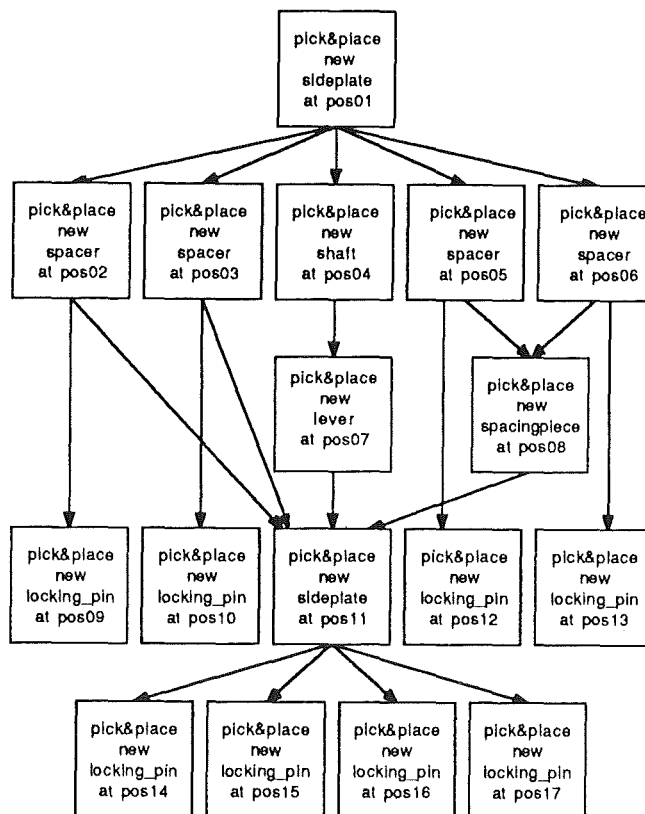 pick&place
new
sideplate
at pos01
pick&place
new
spacer
at pos02
pick&place
new
spacer
at pos03
pick&place
new
shaft
at pos04
pick&place
new
spacer
at pos05
pick&place
new
spacer
at pos06
pick&place
new
lever
at pos07
pick&place
new
spacingpiece
at pos08
pick&place
new
locking_pin
at pos09
pick&place
new
locking_pin
at pos10
pick&place
new
sideplate
at pos11
pick&place
new
locking_pin
at pos12
pick&place
new
locking_pin
at pos13
pick&place
new
locking_pin
at pos14
pick&place
new
locking_pin
at pos15
pick&place
new
locking_pin
at pos16
pick&place
new
locking_pin
at pos17